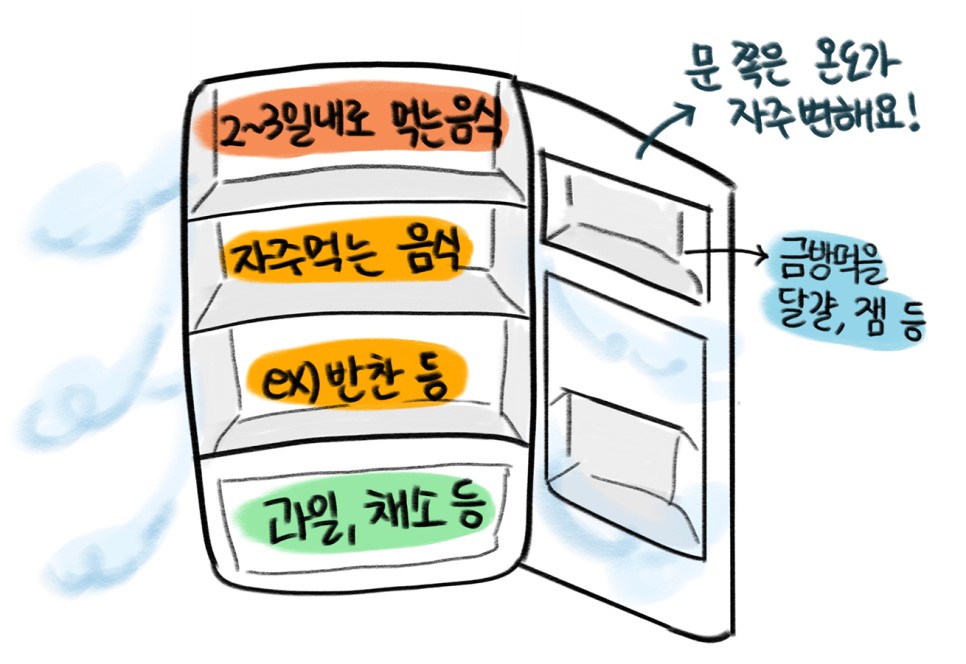 2~3일내로 먹는음식
자주먹는 음식
ex) 반찬 등
과일, 채소 등
문 쪽은 온도가
자주변해요!
금방먹을
달걀, 잼 등